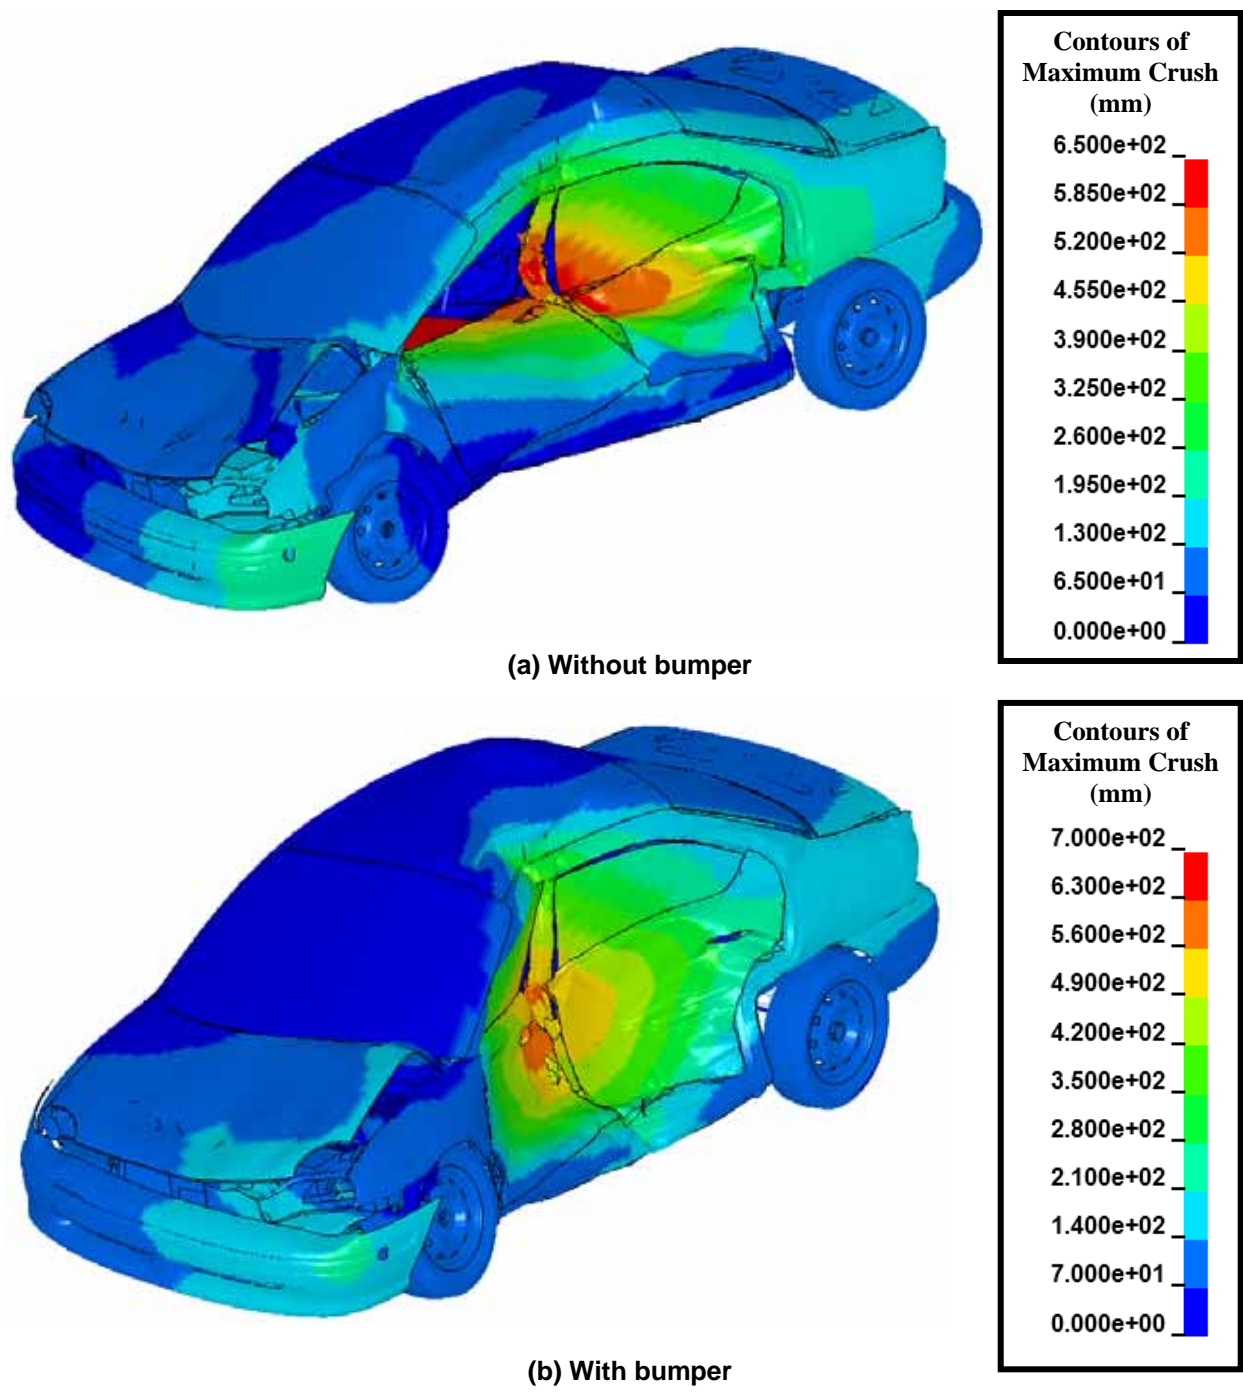 Contours of
Maximum Crush
(mm)
6.500e+02
5.850e+02
5.200e+02
4.550e+02
3.900e+02
3.250e+02
2.600e+02
1.950e+02
1.300e+02
6.500e+01
0.000e+00
(a) Without bumper
Contours of
Maximum Crush
(mm)
7.000e+02
6.300e+02
5.600e+02
4.900e+02
4.200e+02
3.500e+02
2.800e+02
2.100e+02
1.400e+02
7.000e+01
0.000e+00
(b) With bumper